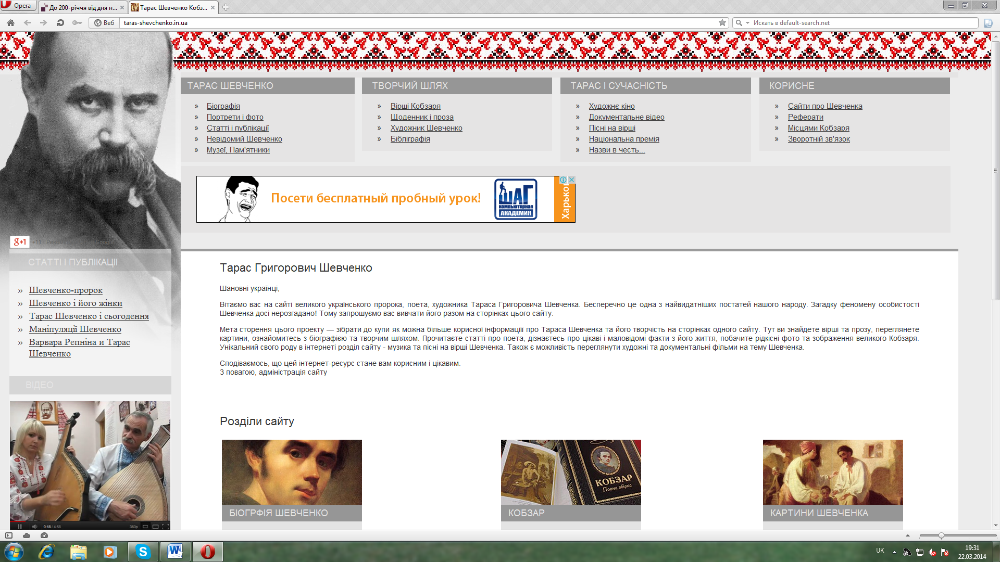 Opera
До 200-річчя від дня н...
Тарас Шевченко Кобз...
Веб
taras-shevchenko.in.ua
Искать в default-search.net
ТАРАС ШЕВЧЕНКО
» Біографія
» Портрети і фото
» Статті і публікації
» Невідомий Шевченко
» Музеї, Пам'ятники
ТВОРЧИЙ ШЛЯХ
» Вірші Кобзаря
» Щоденник і проза
» Художник Шевченко
» Бібліграфія
ТАРАС І СУЧАСНІСТЬ
» Художнє кіно
» Документальне відео
» Пісні на вірші
» Національна премія
» Назви в честь...
КОРИСНЕ
» Сайти про Шевченка
» Реферати
» Місцями Кобзаря
» Зворотній зв'язок
Посети бесплатный пробный урок!
ШАГ
КОМПЬЮТЕРНАЯ
АКАДЕМИЯ
Харьков
g+1
+11
СТАТТІ І ПУБЛІКАЦІЇ
» Шевченко-пророк
» Шевченко і його жінки
» Тарас Шевченко і сьогодення
» Маніпуляції Шевченко
» Варвара Репніна и Тарас
Шевченко
ВІДЕО
0:18 / 4:58
360p
Тарас Григорович Шевченко
Шановні українці,
Вітаємо вас на сайті великого українського пророка, поета, художника Тараса Григоровича Шевченка. Бесперечно це одна з найвидатніших постатей нашого народу. Загадку феномену особистості
Шевченка досі нерозгадано! Тому запрошуємо вас вивчати його разом на сторінках цього сайту.
Мета сторення цього проекту — зібрати до купи як можна більше корисної інформаціїї про Тараса Шевченка та його творчість на сторінках одного сайту. Тут ви знайдете вірші та прозу, переглянете
картини, ознайомитесь з біографією та творчим шляхом. Прочитаєте статті про поета, дізнаєтесь про цікаві і маловідомі факти з його життя, побачите рідкісні фото та зображення великого Кобзаря.
Унікальний свого роду в інтернеті розділ сайту - музика та пісні на вірші Шевченка. Також є можливість переглянути художні та документальні фільми на тему Шевченка.
Сподіваємось, що цей інтернет-ресурс стане вам корисним і цікавим.
З повагою, адміністрація сайту
Розділи сайту
КОБЗАР
Повна збірка
БІОГРФІЯ ШЕВЧЕНКО
КОБЗАР
КАРТИНИ ШЕВЧЕНКА
UK
19:31
22.03.2014